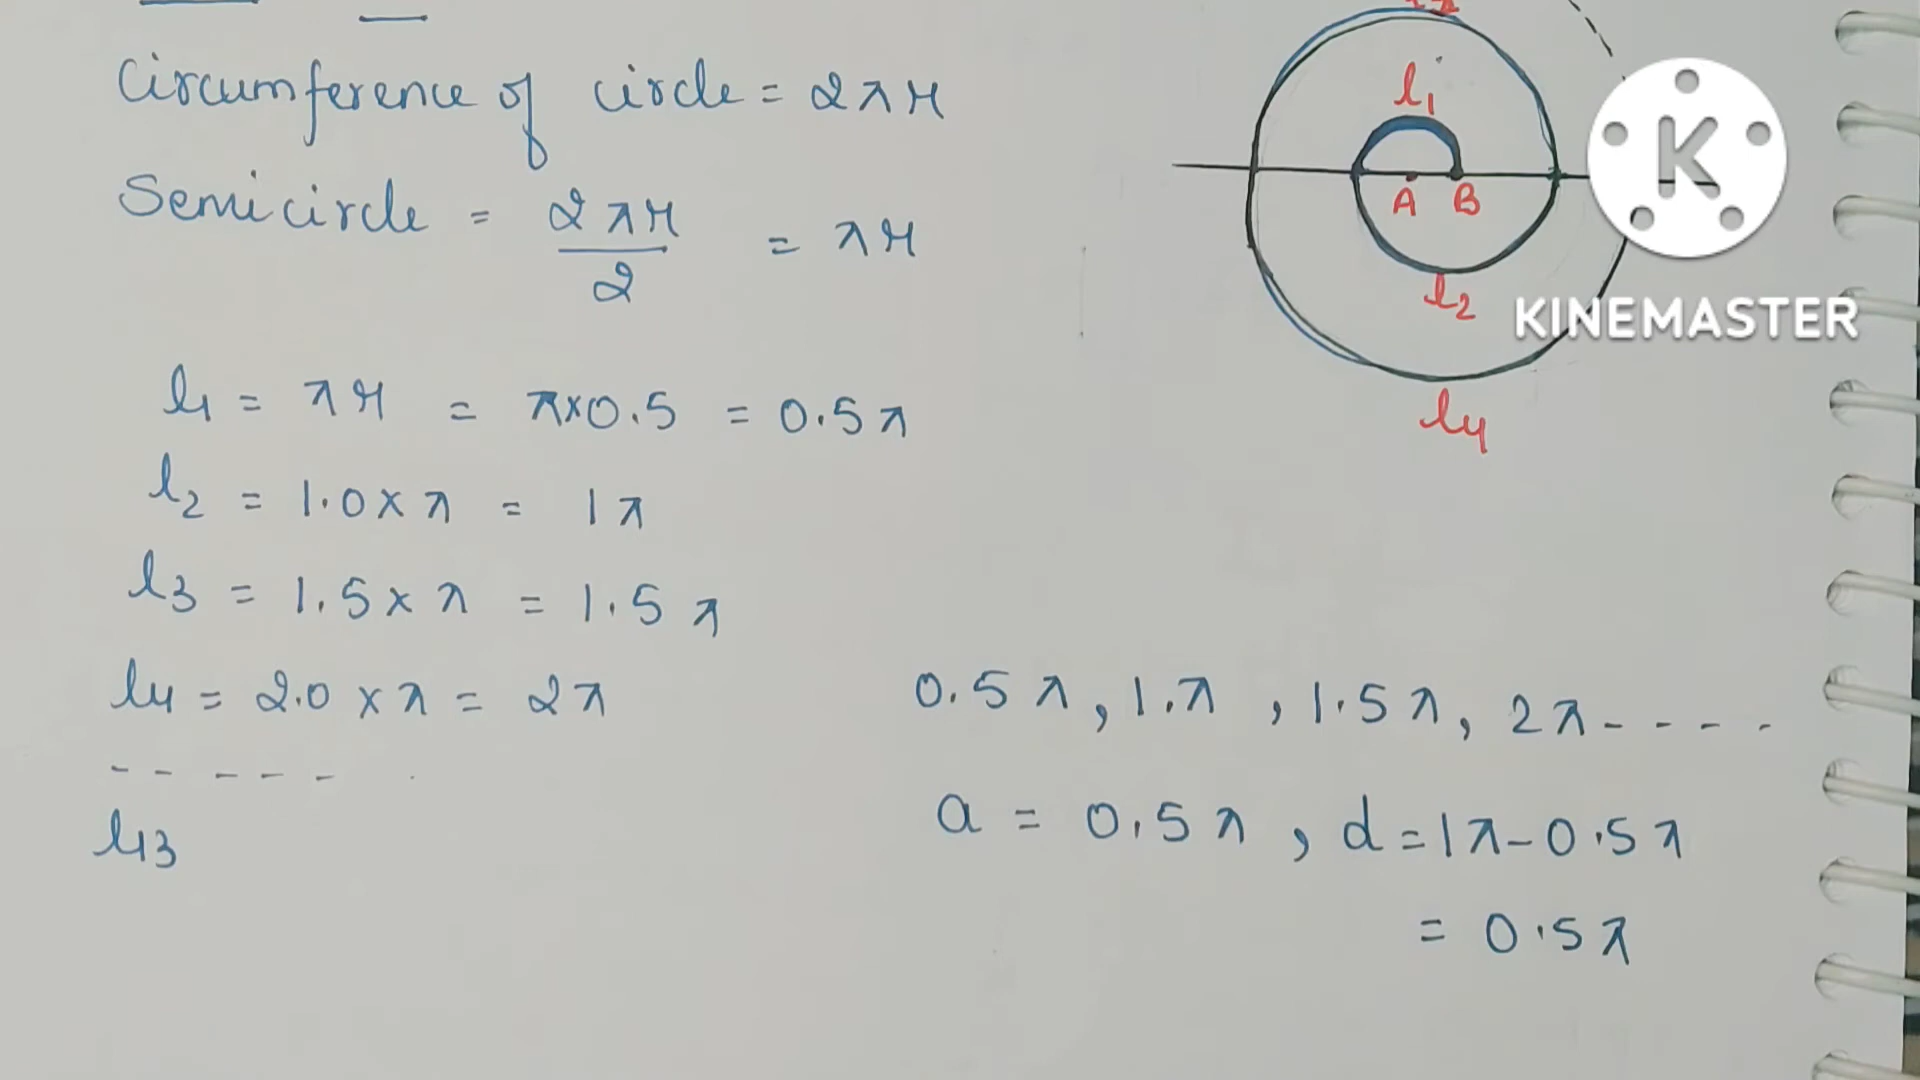 Circumference of circle = 2πr
Semicircle = 2πr/2 = πr
l1 = πr = π×0.5 = 0.5π
l2 = 1.0×π = 1π
l3 = 1.5×π = 1.5π
l4 = 2.0×π = 2π
l13
l1
A B
l2
l4
K
KINEMASTER
0.5π, 1.π, 1.5π, 2π----
a = 0.5π, d = 1π-0.5π
= 0.5π